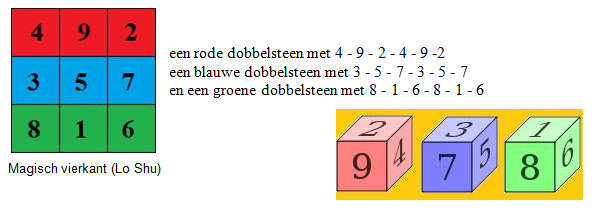 4 9 2
3 5 7
8 1 6
Magisch vierkant (Lo Shu)
een rode dobbelsteen met 4 - 9 - 2 - 4 - 9 -2
een blauwe dobbelsteen met 3 - 5 - 7 - 3 - 5 - 7
en een groene dobbelsteen met 8 - 1 - 6 - 8 - 1 - 6
2 3 1
9 4 7 5 8 6